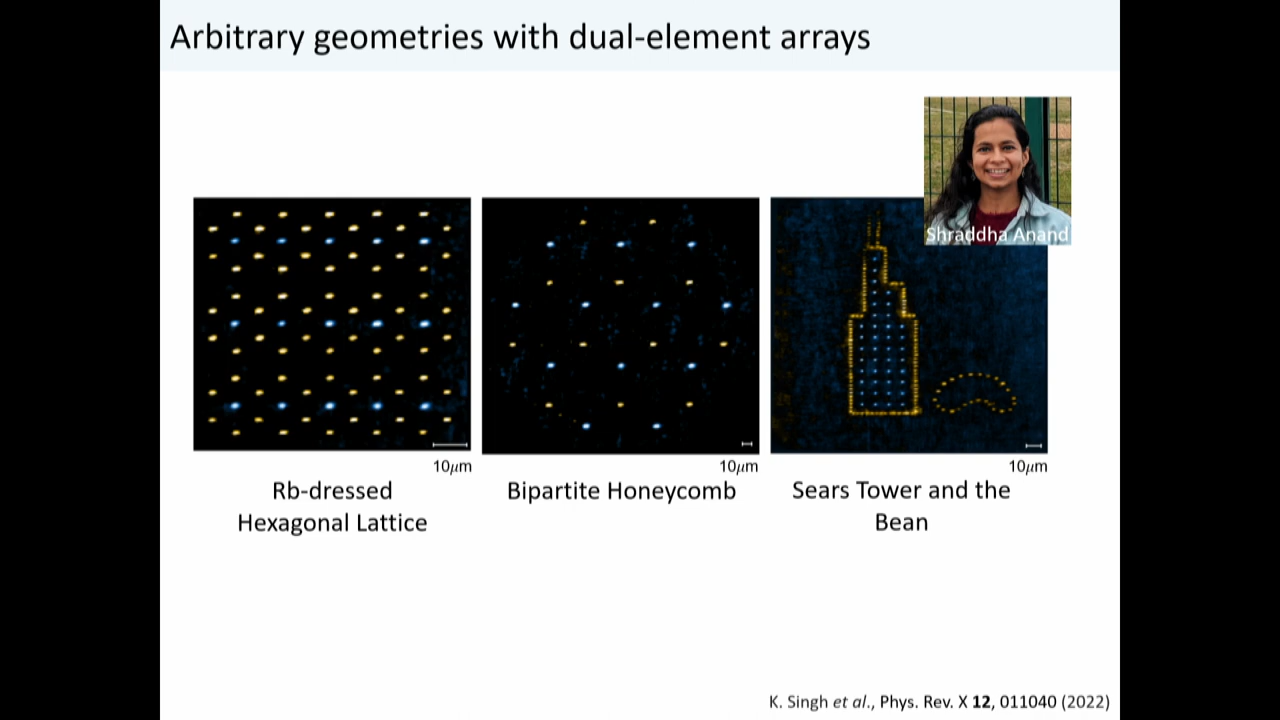 Arbitrary geometries with dual-element arrays
Shraddha Anand
10μm
10μm
10μm
Rb-dressed
Hexagonal Lattice
Bipartite Honeycomb
Sears Tower and the
Bean
K. Singh et al., Phys. Rev. X 12, 011040 (2022)